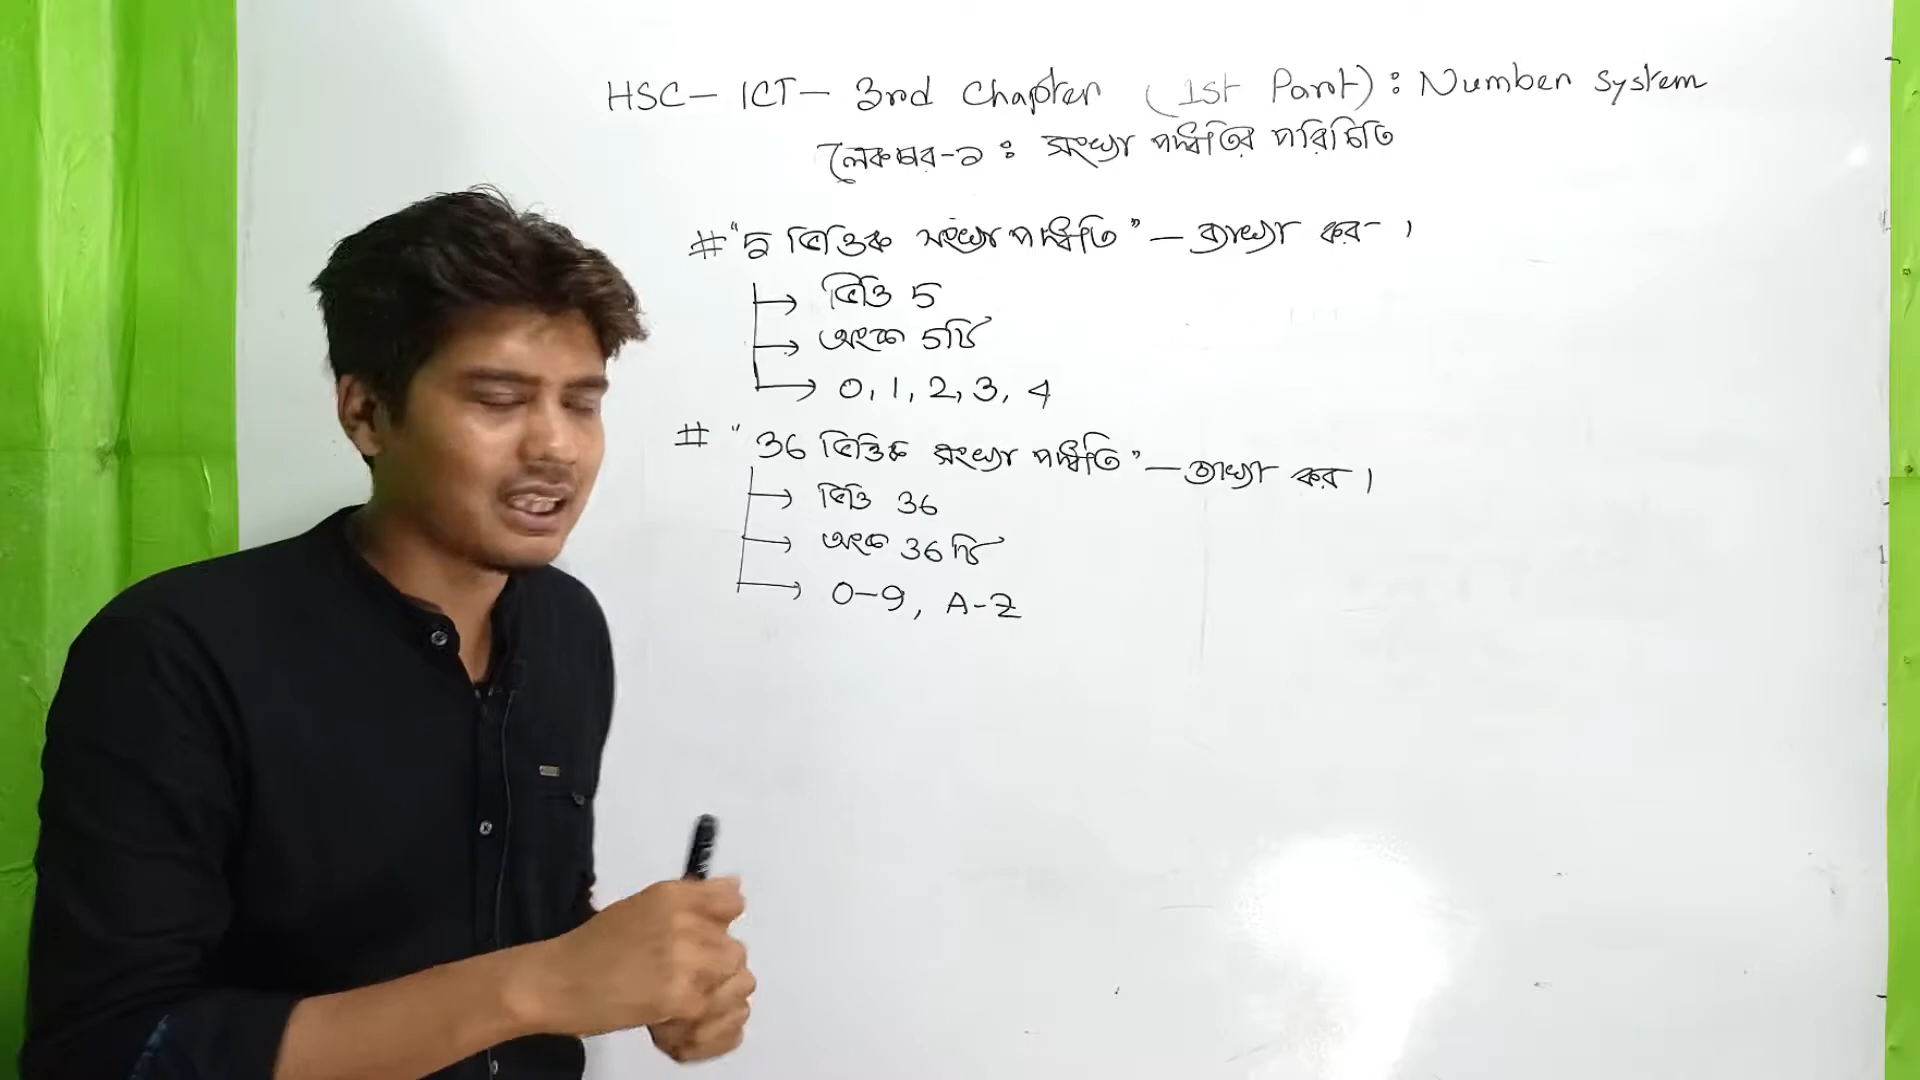 HSC - ICT - 3rd Chapter (1st Part) : Number System
লেকচার-১ : সংখ্যা পদ্ধতির পরিচিতি
# "5 ভিত্তিক সংখ্যা পদ্ধতি" — ব্যাখ্যা কর ।
→ ভিত্তি 5
→ অংক 5টি
→ 0, 1, 2, 3, 4
# "36 ভিত্তিক সংখ্যা পদ্ধতি" — ব্যাখ্যা কর ।
→ ভিত্তি 36
→ অংক 36টি
→ 0-9, A-Z